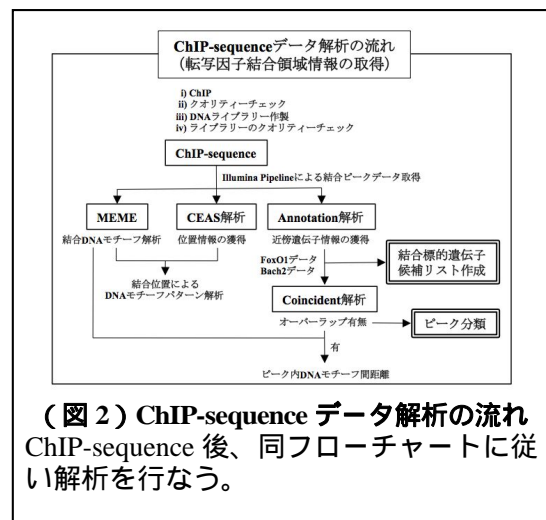 ChIP-sequenceデータ解析の流れ
（転写因子結合領域情報の取得）
i) ChIP
ii) クオリティーチェック
iii) DNAライブラリー作製
iv) ライブラリーのクオリティーチェック
ChIP-sequence
Illumina Pipelineによる結合ピークデータ取得
MEME
CEAS解析
Annotation解析
結合DNAモチーフ解析
位置情報の獲得
近傍遺伝子情報の獲得
FoxO1データ
Bach2データ
結合標的遺伝子
候補リスト作成
結合位置による
DNAモチーフパターン解析
Coincident解析
オーバーラップ有無
ピーク分類
有
ピーク内DNAモチーフ間距離
（図 2）ChIP-sequence データ解析の流れ
ChIP-sequence 後、同フローチャートに従
い解析を行なう。